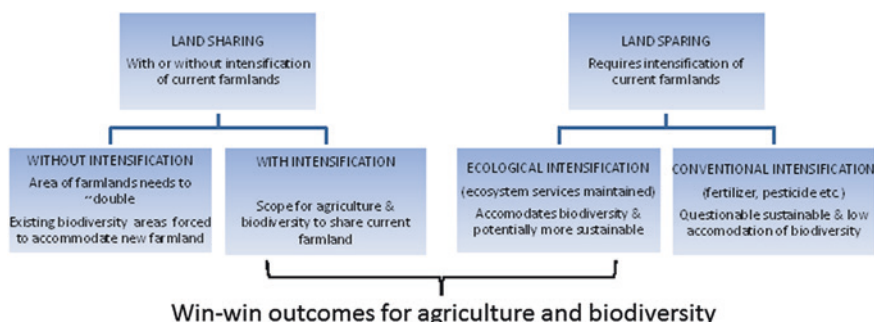 LAND SHARING
With or without intensification
of current farmlands
LAND SPARING
Requires intensification of
current farmlands
WITHOUT INTENSIFICATION
Area of farmlands needs to
~double
Existing biodiversity areas forced
to accommodate new farmland
WITH INTENSIFICATION
Scope for agriculture &
biodiversity to share current
farmland
ECOLOGICAL INTENSIFICATION
(ecosystem services maintained)
Accomodates biodiversity &
potentially more sustainable
CONVENTIONAL INTENSIFICATION
(fertilizer, pesticide etc.)
Questionable sustainable & low
accomodation of biodiversity
Win-win outcomes for agriculture and biodiversity